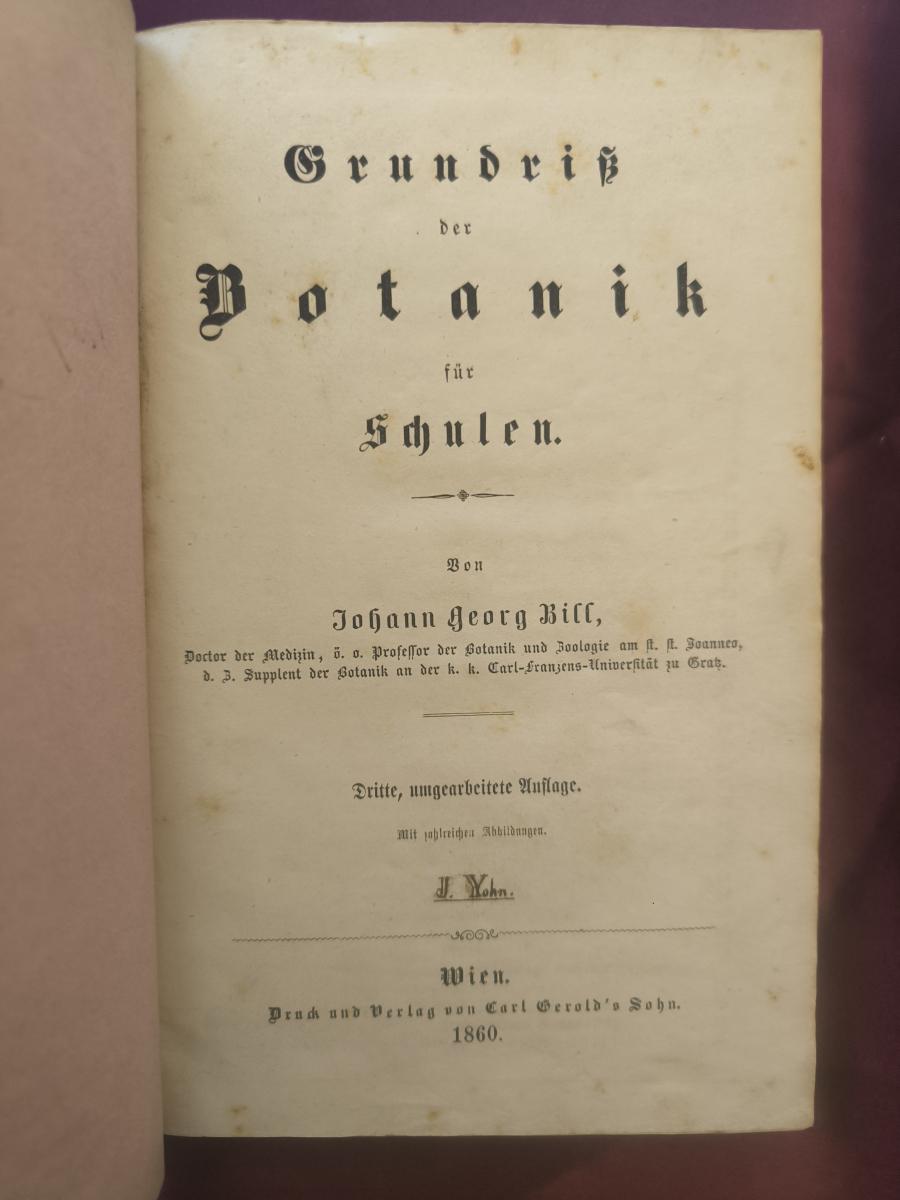 Grundriß
der
Botanik
für
Schulen.
Von
Johann Georg Bill,
Doctor der Medizin, ö. o. Professor der Botanik und Zoologie am st. st. Joanneo,
d. Z. Supplent der Botanik an der k. k. Carl-Franzens-Universität zu Gratz.
Dritte, umgearbeitete Auflage.
Mit zahlreichen Abbildungen.
J. Yohn.
Wien.
Druck und Verlag von Carl Gerold's Sohn.
1860.